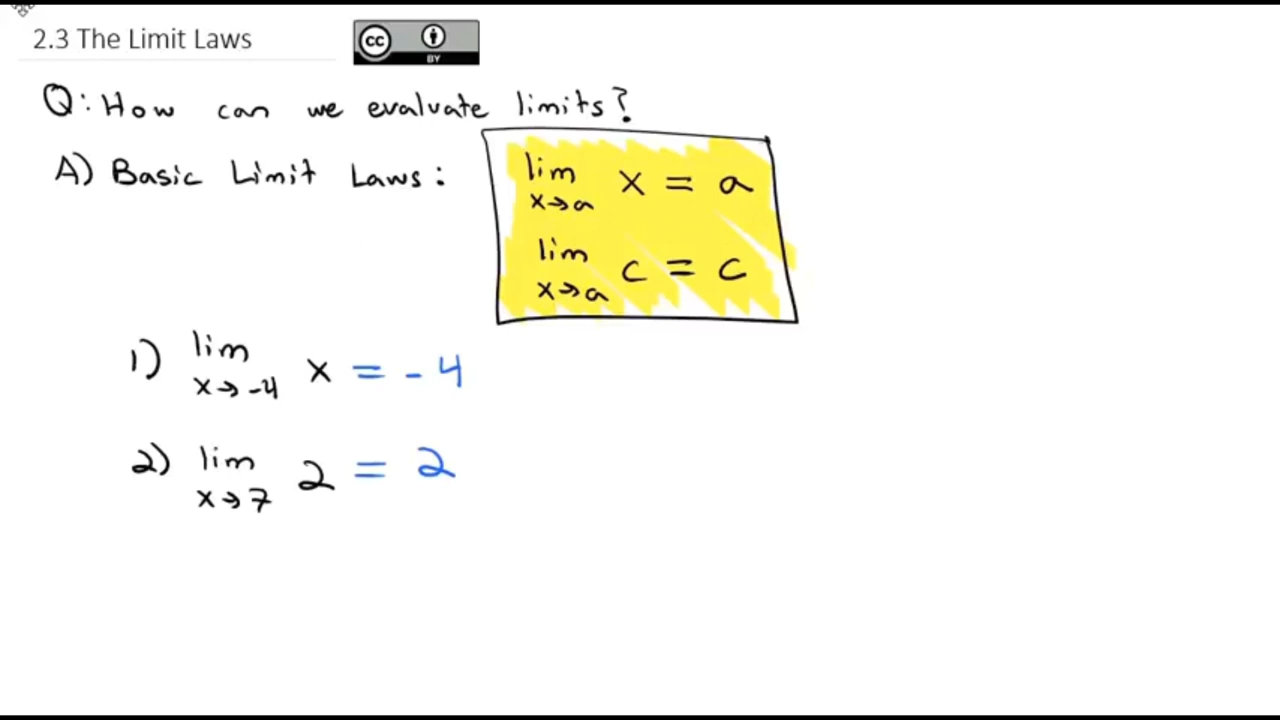 2.3 The Limit Laws
CC BY
Q: How can we evaluate limits?
A) Basic Limit Laws:
lim x→a x = a
lim x→a c = c
1) lim x→-4 x = -4
2) lim x→7 2 = 2